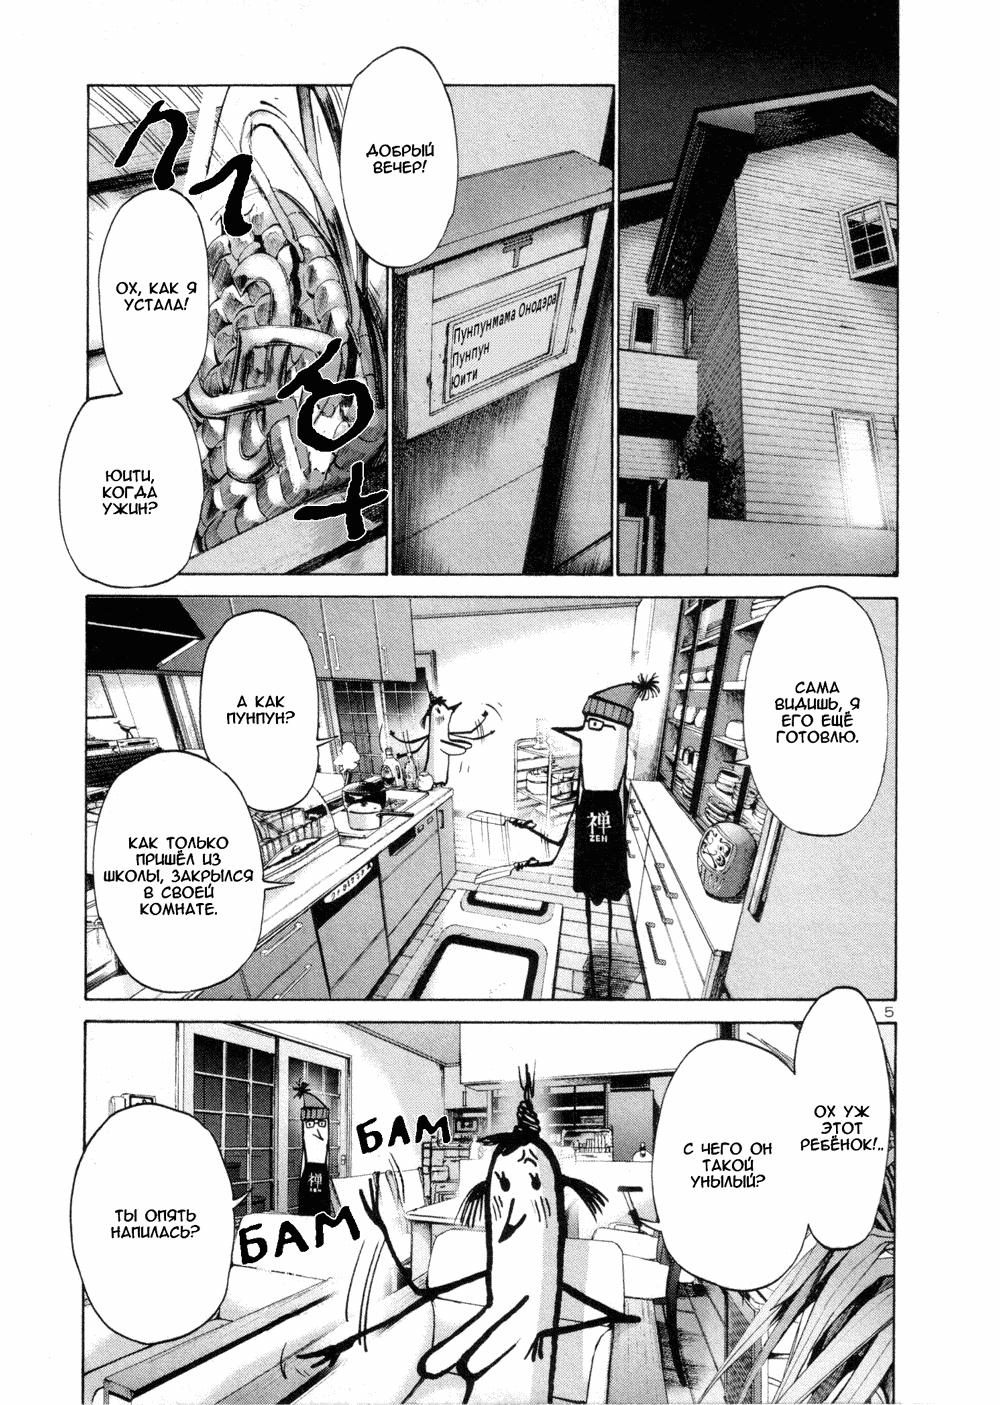 ДОБРЫЙ
ВЕЧЕР!
Пунпунмама Онодэра
Пунпун
Юити
ОХ, КАК Я
УСТАЛА!
ЮИТИ,
КОГДА
УЖИН?
САМА
ВИДИШЬ, Я
ЕГО ЕЩЁ
ГОТОВЛЮ.
А КАК
ПУНПУН?
КАК ТОЛЬКО
ПРИШЁЛ ИЗ
ШКОЛЫ, ЗАКРЫЛСЯ
В СВОЕЙ
КОМНАТЕ.
禅
ZEN
5
ОХ УЖ
ЭТОТ
РЕБЁНОК!..
С ЧЕГО ОН
ТАКОЙ
УНЫЛЫЙ?
БАМ
БАМ
禅
ТЫ ОПЯТЬ
НАПИЛАСЬ?